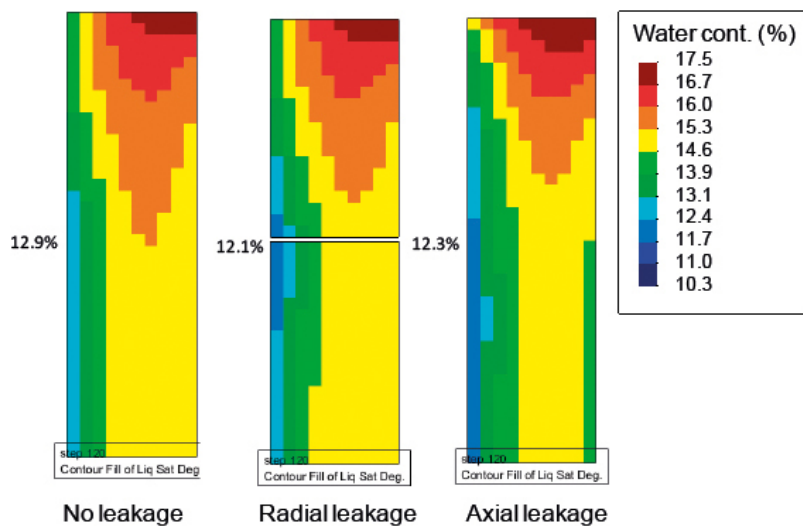 Water cont. (%)
17.5
16.7
16.0
15.3
14.6
13.9
13.1
12.4
11.7
11.0
10.3
12.9%
12.1%
12.3%
step 120
Contour Fill of Liq Sat Deg.
step 120
Contour Fill of Liq Sat Deg.
step 120
Contour Fill of Liq Sat Deg.
No leakage
Radial leakage
Axial leakage